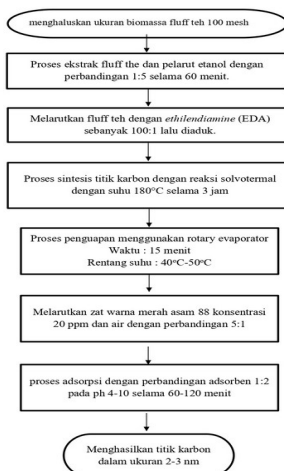 menghaluskan ukuran biomassa fluff teh 100 mesh
Proses ekstrak fluff the dan pelarut etanol dengan
perbandingan 1:5 selama 60 menit.
Melarutkan fluff teh dengan ethilendiamine (EDA)
sebanyak 100:1 lalu diaduk.
Proses sintesis titik karbon dengan reaksi solvotermal
dengan suhu 180°C selama 3 jam
Proses penguapan menggunakan rotary evaporator
Waktu : 15 menit
Rentang suhu : 40°C-50°C
Melarutkan zat warna merah asam 88 konsentrasi
20 ppm dan air dengan perbandingan 5:1
proses adsorpsi dengan perbandingan adsorben 1:2
pada ph 4-10 selama 60-120 menit
Menghasilkan titik karbon
dalam ukuran 2-3 nm